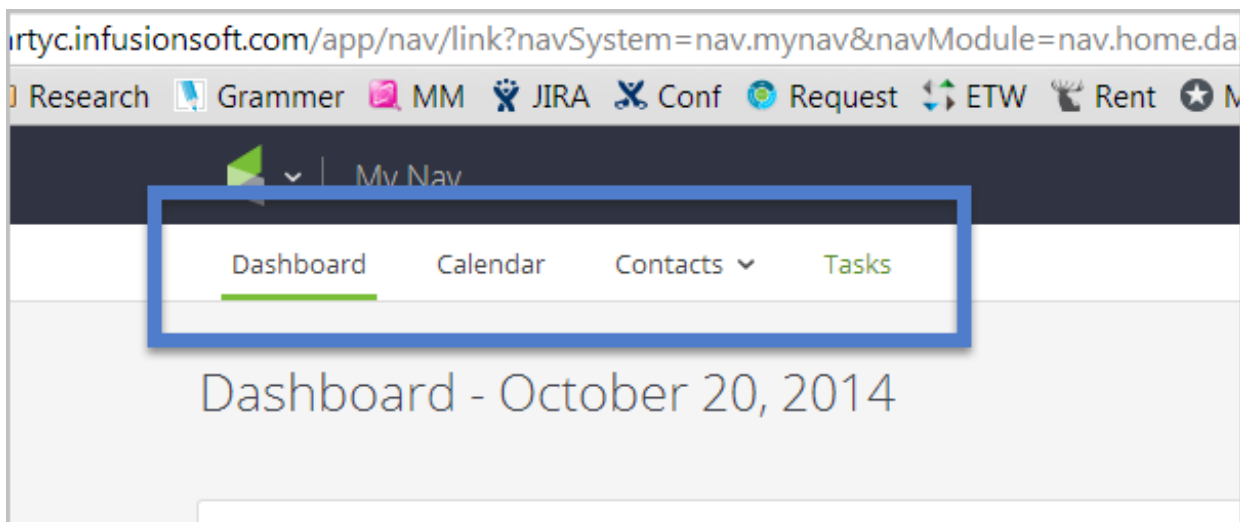 rtyc.infusionsoft.com/app/nav/link?navSystem=nav.mynav&navModule=nav.home.da
Research Grammer MM JIRA Conf Request ETW Rent M
My Nav
Dashboard Calendar Contacts Tasks
Dashboard - October 20, 2014